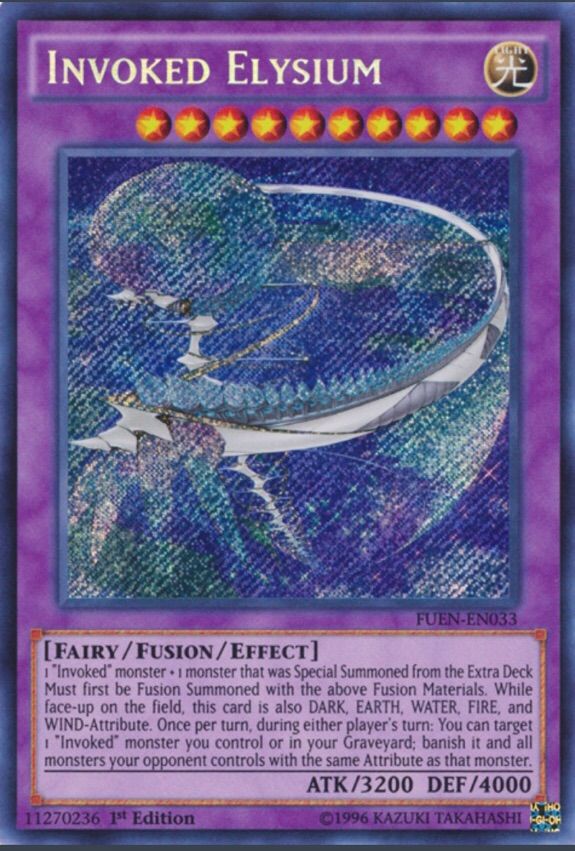 INVOKED ELYSIUM
LIGHT
光
FUEN-EN033
[FAIRY/FUSION/EFFECT]
1 "Invoked" monster + 1 monster that was Special Summoned from the Extra Deck
Must first be Fusion Summoned with the above Fusion Materials. While
face-up on the field, this card is also DARK, EARTH, WATER, FIRE, and
WIND-Attribute. Once per turn, during either player's turn: You can target
1 "Invoked" monster you control or in your Graveyard; banish it and all
monsters your opponent controls with the same Attribute as that monster.
ATK/3200 DEF/4000
11270236 1st Edition ©1996 KAZUKI TAKAHASHI